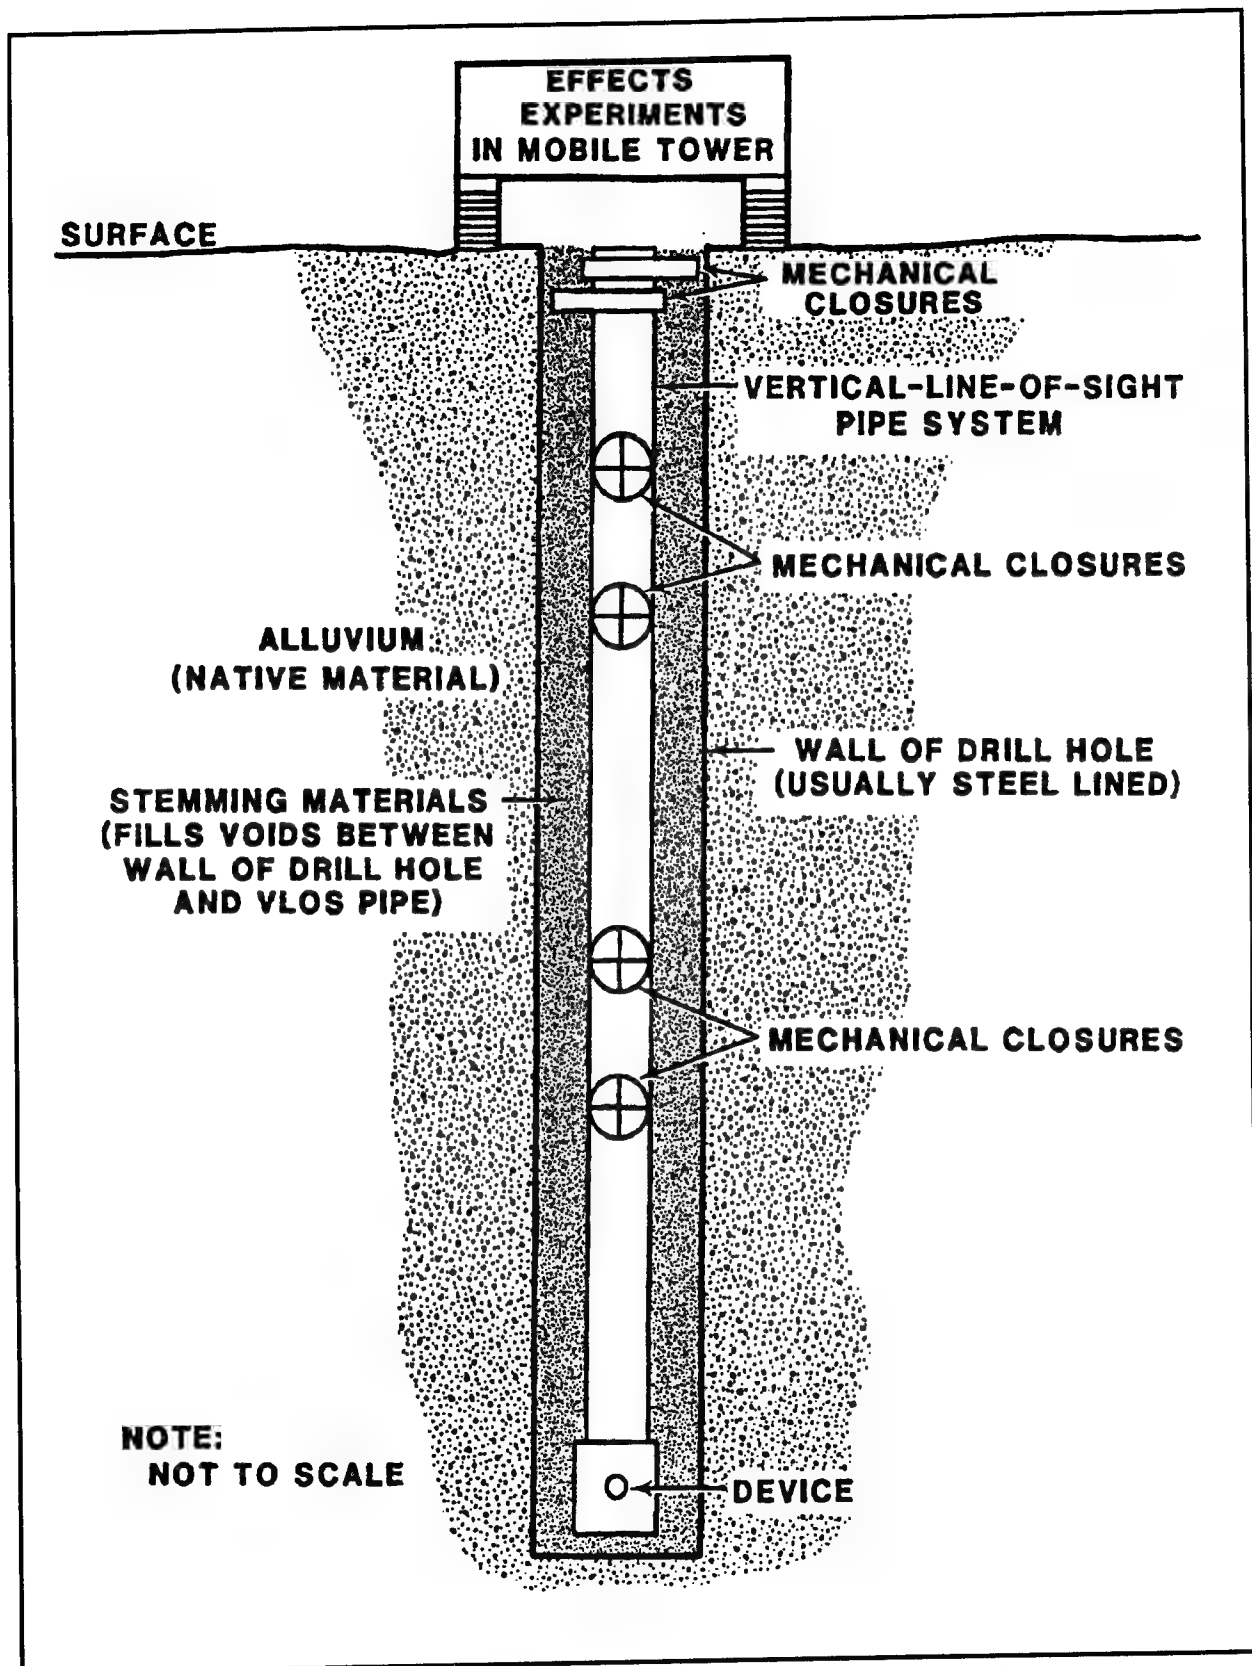 EFFECTS
EXPERIMENTS
IN MOBILE TOWER
SURFACE
MECHANICAL
CLOSURES
VERTICAL-LINE-OF-SIGHT
PIPE SYSTEM
MECHANICAL CLOSURES
ALLUVIUM
(NATIVE MATERIAL)
WALL OF DRILL HOLE
(USUALLY STEEL LINED)
STEMMING MATERIALS
(FILLS VOIDS BETWEEN
WALL OF DRILL HOLE
AND VLOS PIPE)
MECHANICAL CLOSURES
NOTE:
NOT TO SCALE
DEVICE